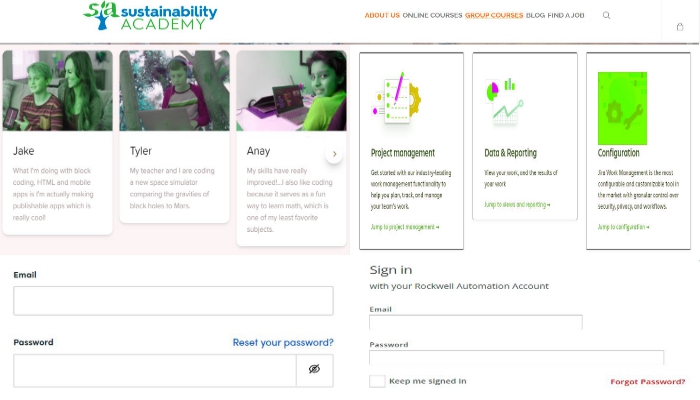 sa sustainability
ACADEMY
ABOUT US ONLINE COURSES GROUP COURSES BLOG FIND A JOB
Jake
What I'm doing with block
coding, HTML and mobile
apps is I'm actually making
publishable apps which is
really cool!
Tyler
My teacher and I are coding
a new space simulator
comparing the gravities of
black holes to Mars.
Anay
My skills have really
improved!...I also like coding
because it serves as a fun
way to learn math, which is
one of my least favorite
subjects.
Project management
Get started with our industry-leading
work management functionality to
help you plan, track, and manage
your team's work.
Jump to project management
Data & Reporting
View your work, and the results of
your work
Jump to views and reporting
Configuration
Jira Work Management is the most
configurable and customizable tool in
the market with granular control over
security, privacy, and workflows.
Jump to configuration
Email
Password Reset your password?
Sign in
with your Rockwell Automation Account
Email
Password
Keep me signed in Forgot Password?